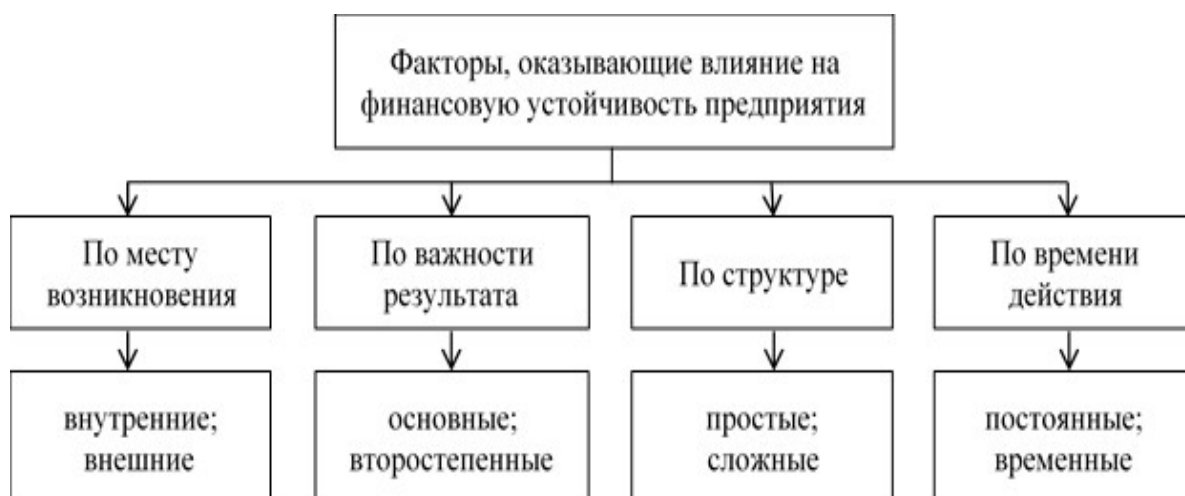 Факторы, оказывающие влияние на
финансовую устойчивость предприятия
По месту
возникновения
По важности
результата
По структуре
По времени
действия
внутренние;
внешние
основные;
второстепенные
простые;
сложные
постоянные;
временные